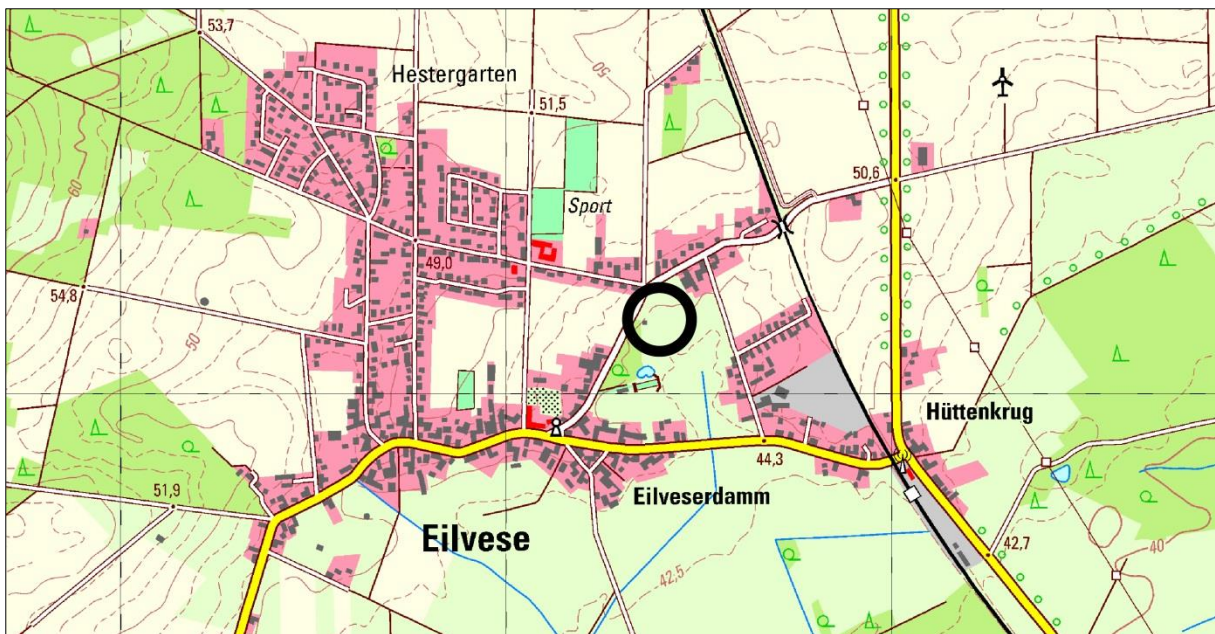 53,7
Hestergarten
50
51,5
60
50,6
Sport
49,0
54,8
50
Hüttenkrug
44,3
51,9
Eilveserdamm
Eilvese
42,5
42,7
40